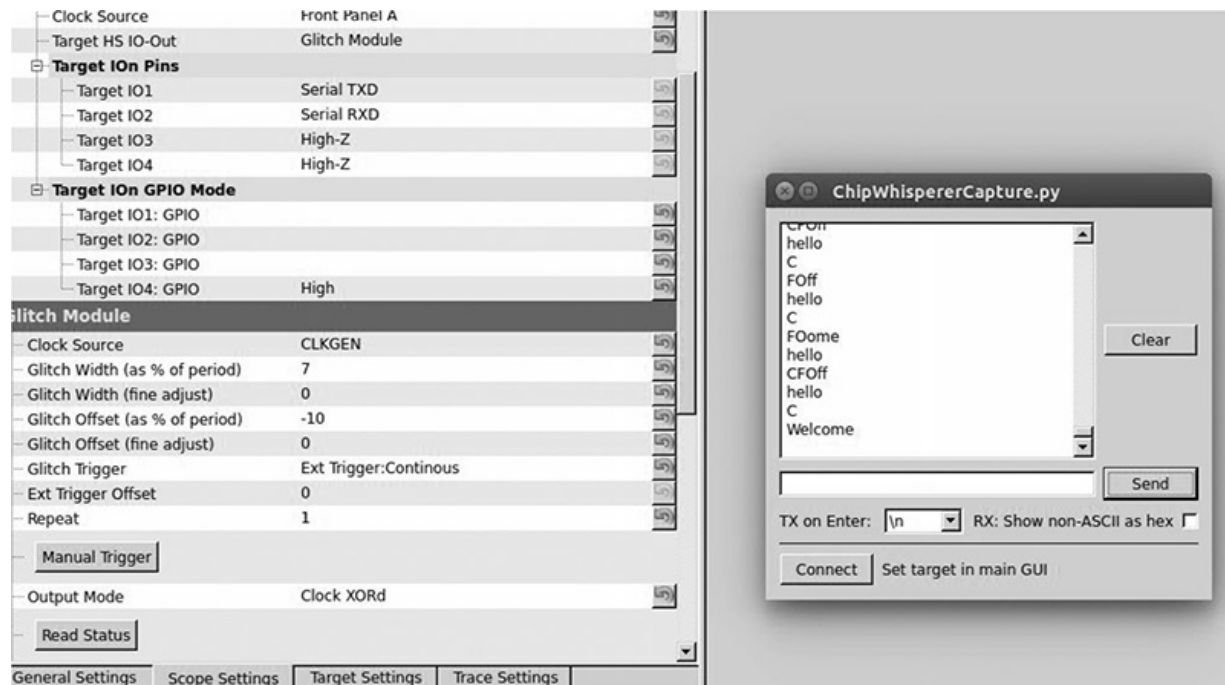 Clock Source Front Panel A
Target HS IO-Out Glitch Module
Target IOn Pins
Target IO1 Serial TXD
Target IO2 Serial RXD
Target IO3 High-Z
Target IO4 High-Z
Target IOn GPIO Mode
Target IO1: GPIO
Target IO2: GPIO
Target IO3: GPIO
Target IO4: GPIO High
Glitch Module
Clock Source CLKGEN
Glitch Width (as % of period) 7
Glitch Width (fine adjust) 0
Glitch Offset (as % of period) -10
Glitch Offset (fine adjust) 0
Glitch Trigger Ext Trigger:Continous
Ext Trigger Offset 0
Repeat 1
Manual Trigger
Output Mode Clock XORd
Read Status
General Settings Scope Settings Target Settings Trace Settings
ChipWhispererCapture.py
CFOff
hello
C
FOff
hello
C
FOome
hello
CFOff
hello
C
Welcome
Clear
Send
TX on Enter: \n RX: Show non-ASCII as hex
Connect Set target in main GUI